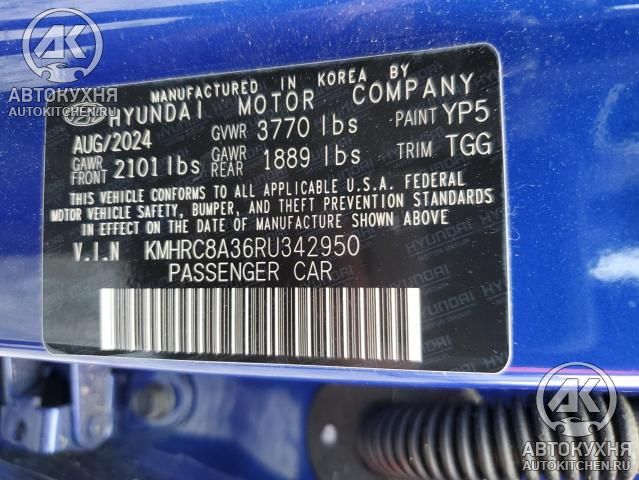 АВТОКУХНЯ
AUTOKITCHEN.RU
MANUFACTURED IN KOREA BY
HYUNDAI MOTOR COMPANY
AUG/2024 GVWR 3770 lbs PAINT YP5
GAWR FRONT 2101 lbs GAWR REAR 1889 lbs TRIM TGG
THIS VEHICLE CONFORMS TO ALL APPLICABLE U.S.A. FEDERAL
MOTOR VEHICLE SAFETY, BUMPER, AND THEFT PREVENTION STANDARDS
IN EFFECT ON THE DATE OF MANUFACTURE SHOWN ABOVE
V.I.N KMHRC8A36RU342950
PASSENGER CAR
АВТОКУХНЯ
AUTOKITCHEN.RU